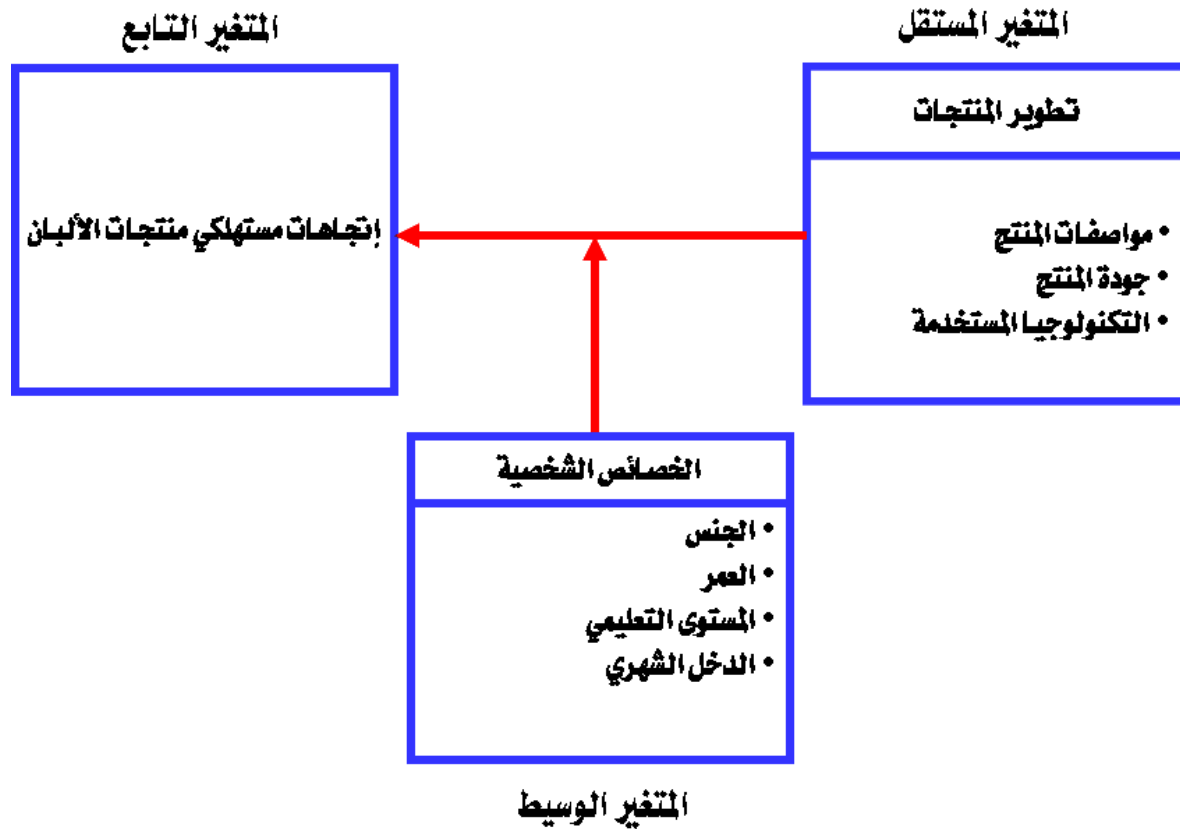 المتغير المستقل
تطوير المنتجات
• مواصفات المنتج
• جودة المنتج
• التكنولوجيا المستخدمة
المتغير التابع
إتجاهات مستهلكي منتجات الألبان
الخصائص الشخصية
• الجنس
• العمر
• المستوى التعليمي
• الدخل الشهري
المتغير الوسيط